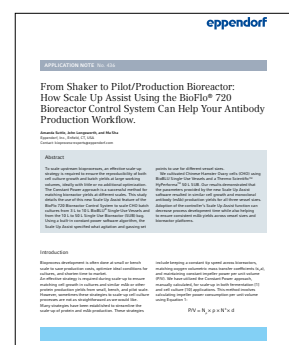 eppendorf
APPLICATION NOTE No. 434
From Shaker to Pilot/Production Bioreactor:
How Scale Up Assist Using the BioFlo® 720
Bioreactor Control System Can Help Your Antibody
Production Workflow.
Amanda Suttle, John Longworth, and Ma Sha
Eppendorf, Inc., Enfield, CT, USA
Contact: bioprocess-experts@eppendorf.com
Abstract
To scale upstream bioprocesses, an effective scale-up
strategy is required to ensure the reproducibility of both
cell culture growth and batch yields at large working
volumes, ideally with little or no additional optimization.
The Constant Power approach is a successful method for
matching bioreactor yields at different scales. This study
details the use of this new Scale Up Assist feature of the
BioFlo 720 Bioreactor Control System to scale CHO batch
cultures from 1 L to 10 L BioBLU® Single-Use Vessels and
from the 10 L to 50 L Single-Use Bioreactor (SUB) bag.
Using a built-in constant power software algorithm, the
Scale Up Assist specified what agitation and gassing set
points to use for different vessel sizes.
We cultivated Chinese Hamster Ovary cells (CHO) using
BioBLU Single-Use Vessels and a Thermo Scientific™
HyPerforma™ 50 L SUB. Our results demonstrated that
the parameters provided by the new Scale Up Assist
software resulted in similar cell growth and monoclonal
antibody (mAb) production yields for all three vessel sizes.
Adoption of the controller's Scale Up Assist function can
decrease process development time while also helping
to ensure consistent mAb yields across vessel sizes and
bioreactor platforms.
Introduction
Bioprocess development is often done at small or bench
scale to save production costs, optimize ideal conditions for
cultures, and shorten time to market.
An effective strategy is required during scale-up to ensure
matching cell growth in cultures and similar mAb or other
protein production yields from small, bench, and pilot scale.
However, sometimes these strategies to scale-up cell culture
processes are not as straightforward as we would like.
Many strategies have been established to streamline the
scale-up of protein and mAb production. These strategies
include keeping a constant tip speed across bioreactors,
matching oxygen volumetric mass transfer coefficients (kLa),
and maintaining constant impeller power per unit volume
(P/V). We have utilized the Constant Power approach,
manually calculated, for scale up in both fermentation [1]
and cell culture [2] applications. This method involves
calculating impeller power consumption per unit volume
using Equation 1: